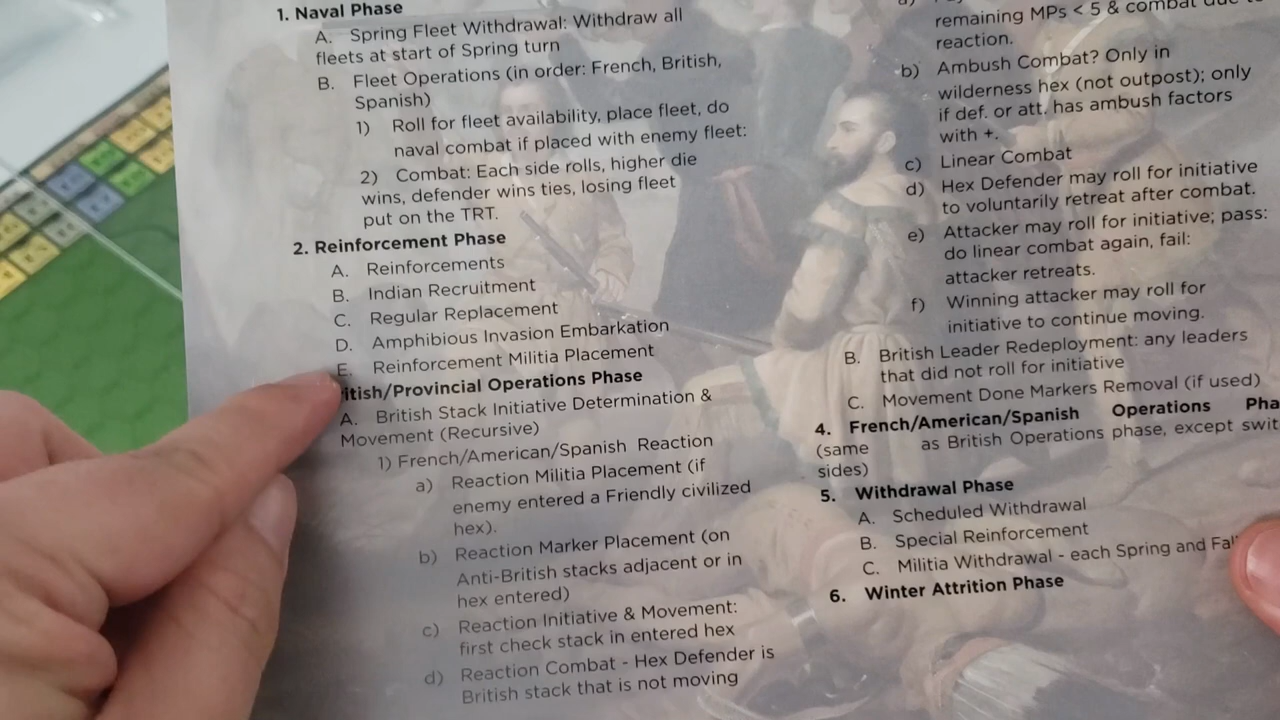 1. Naval Phase
A. Spring Fleet Withdrawal: Withdraw all
fleets at start of Spring turn
B. Fleet Operations (in order: French, British,
Spanish)
1) Roll for fleet availability, place fleet, do
naval combat if placed with enemy fleet:
2) Combat: Each side rolls, higher die
wins, defender wins ties, losing fleet
put on the TRT.
2. Reinforcement Phase
A. Reinforcements
B. Indian Recruitment
C. Regular Replacement
D. Amphibious Invasion Embarkation
E. Reinforcement Militia Placement
itish/Provincial Operations Phase
A. British Stack Initiative Determination &
Movement (Recursive)
1) French/American/Spanish Reaction
a) Reaction Militia Placement (if
enemy entered a Friendly civilized
hex).
b) Reaction Marker Placement (on
Anti-British stacks adjacent or in
hex entered)
c) Reaction Initiative & Movement:
first check stack in entered hex
d) Reaction Combat - Hex Defender is
British stack that is not moving
remaining MPs < 5 & combat due to
reaction.
b) Ambush Combat? Only in
wilderness hex (not outpost); only
if def. or att. has ambush factors
with +.
c) Linear Combat
d) Hex Defender may roll for initiative
to voluntarily retreat after combat.
e) Attacker may roll for initiative; pass:
do linear combat again, fail:
attacker retreats.
f) Winning attacker may roll for
initiative to continue moving.
B. British Leader Redeployment: any leaders
that did not roll for initiative
C. Movement Done Markers Removal (if used)
4. French/American/Spanish Operations Pha
(same as British Operations phase, except swit
sides)
5. Withdrawal Phase
A. Scheduled Withdrawal
B. Special Reinforcement
C. Militia Withdrawal - each Spring and Fal
6. Winter Attrition Phase